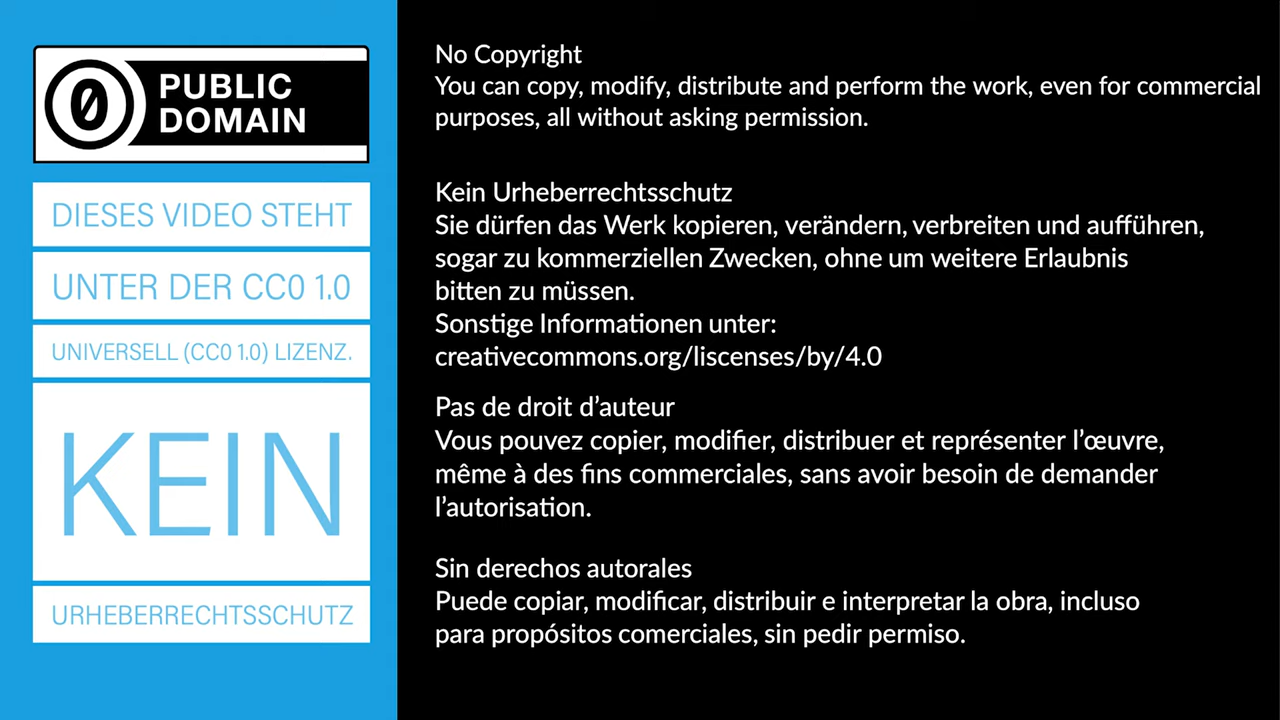 0
PUBLIC
DOMAIN
DIESES VIDEO STEHT
UNTER DER CC0 1.0
UNIVERSELL (CC0 1.0) LIZENZ.
KEIN
URHEBERRECHTSSCHUTZ
No Copyright
You can copy, modify, distribute and perform the work, even for commercial
purposes, all without asking permission.
Kein Urheberrechtsschutz
Sie dürfen das Werk kopieren, verändern, verbreiten und aufführen,
sogar zu kommerziellen Zwecken, ohne um weitere Erlaubnis
bitten zu müssen.
Sonstige Informationen unter:
creativecommons.org/liscenses/by/4.0
Pas de droit d’auteur
Vous pouvez copier, modifier, distribuer et représenter l’œuvre,
même à des fins commerciales, sans avoir besoin de demander
l’autorisation.
Sin derechos autorales
Puede copiar, modificar, distribuir e interpretar la obra, incluso
para propósitos comerciales, sin pedir permiso.